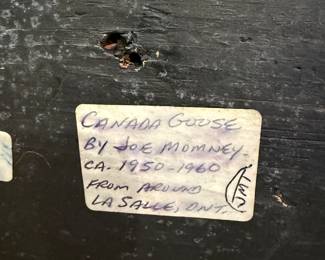 CANADA GOOSE
BY JOE MOMNEY.
CA. 1950-1960
FROM AROUND
LA SALLE, ONT.